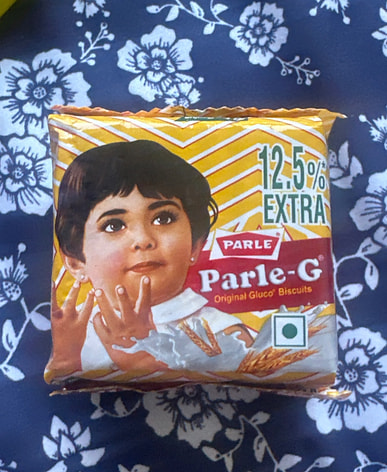 12.5%
EXTRA
PARLE
Parle-G®
Original Gluco® Biscuits